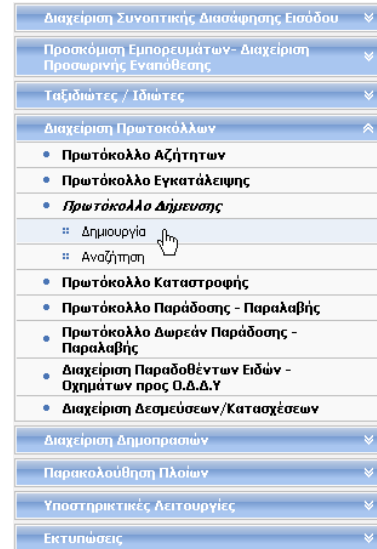 Διαχείριση Συνοπτικής Διασάφησης Εισόδου
Προσκόμιση Εμπορευμάτων- Διαχείριση
Προσωρινής Εναπόθεσης
Ταξιδιώτες / Ιδιώτες
Διαχείριση Πρωτοκόλλων
Πρωτόκολλο Αζήτητων
Πρωτόκολλο Εγκατάλειψης
Πρωτόκολλο Δήμευσης
Δημιουργία
Αναζήτηση
Πρωτόκολλο Καταστροφής
Πρωτόκολλο Παράδοσης - Παραλαβής
Πρωτόκολλο Δωρεάν Παράδοσης -
Παραλαβής
Διαχείριση Παραδοθέντων Ειδών -
Οχημάτων προς Ο.Δ.Δ.Υ
Διαχείριση Δεσμεύσεων/Κατασχέσεων
Διαχείριση Δημοπρασιών
Παρακολούθηση Πλοίων
Υποστηρικτικές Λειτουργίες
Εκτυπώσεις